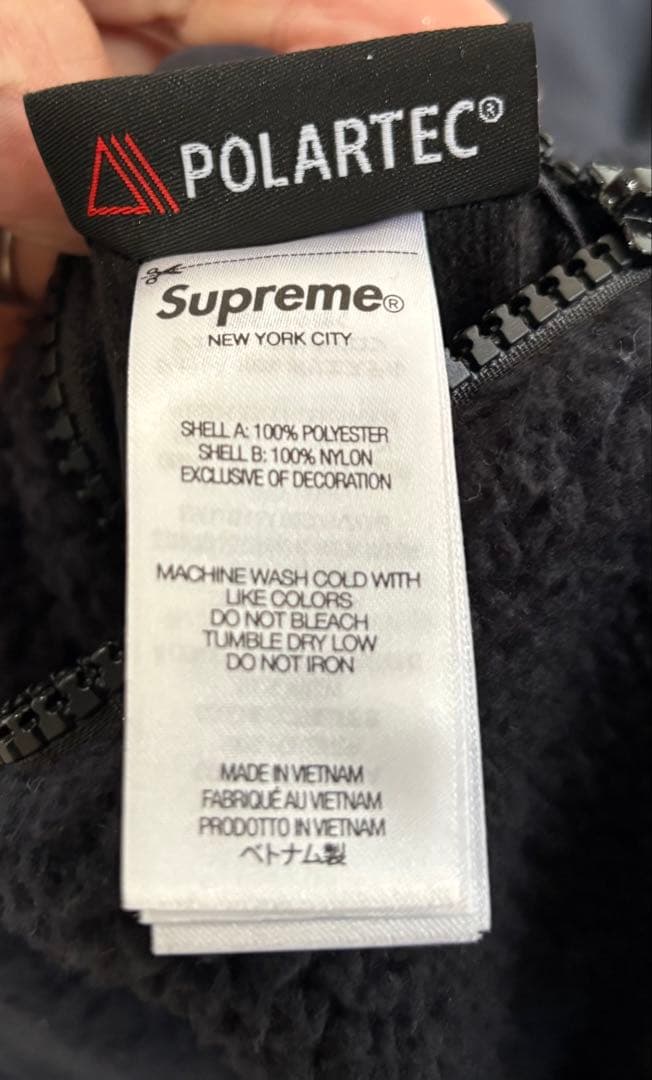 POLARTEC®
Supreme®
NEW YORK CITY
SHELL A: 100% POLYESTER
SHELL B: 100% NYLON
EXCLUSIVE OF DECORATION
MACHINE WASH COLD WITH
LIKE COLORS
DO NOT BLEACH
TUMBLE DRY LOW
DO NOT IRON
MADE IN VIETNAM
FABRIQUÉ AU VIETNAM
PRODOTTO IN VIETNAM
ベトナム製